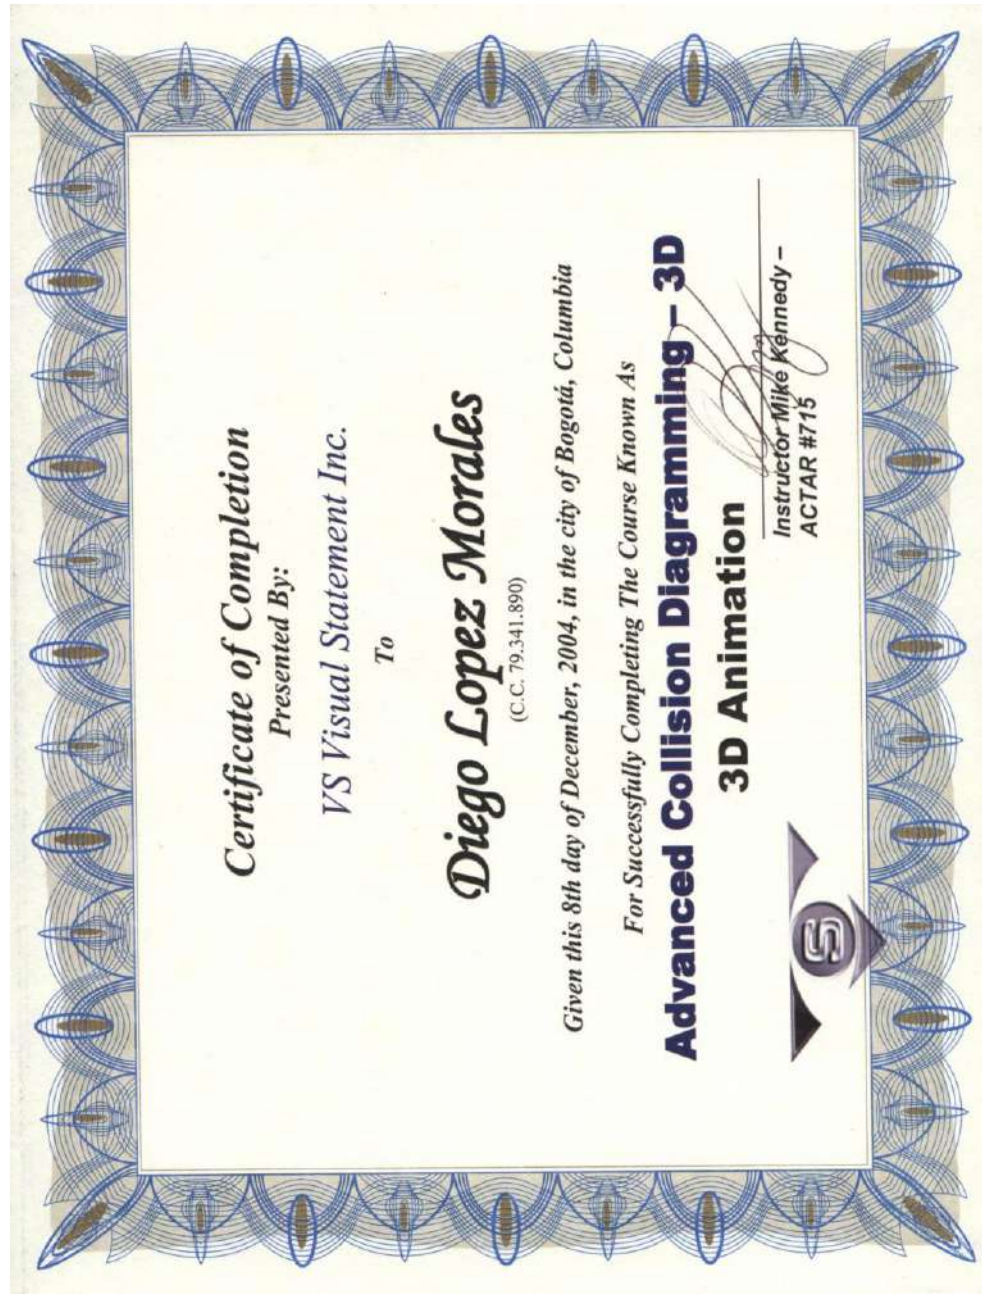 Certificate of Completion
Presented By:
VS Visual Statement Inc.
To
Diego Lopez Morales
(C.C. 79.341.890)
Given this 8th day of December, 2004, in the city of Bogotá, Columbia
For Successfully Completing The Course Known As
Advanced Collision Diagramming – 3D
3D Animation
Instructor Mike Kennedy –
ACTAR #715
S